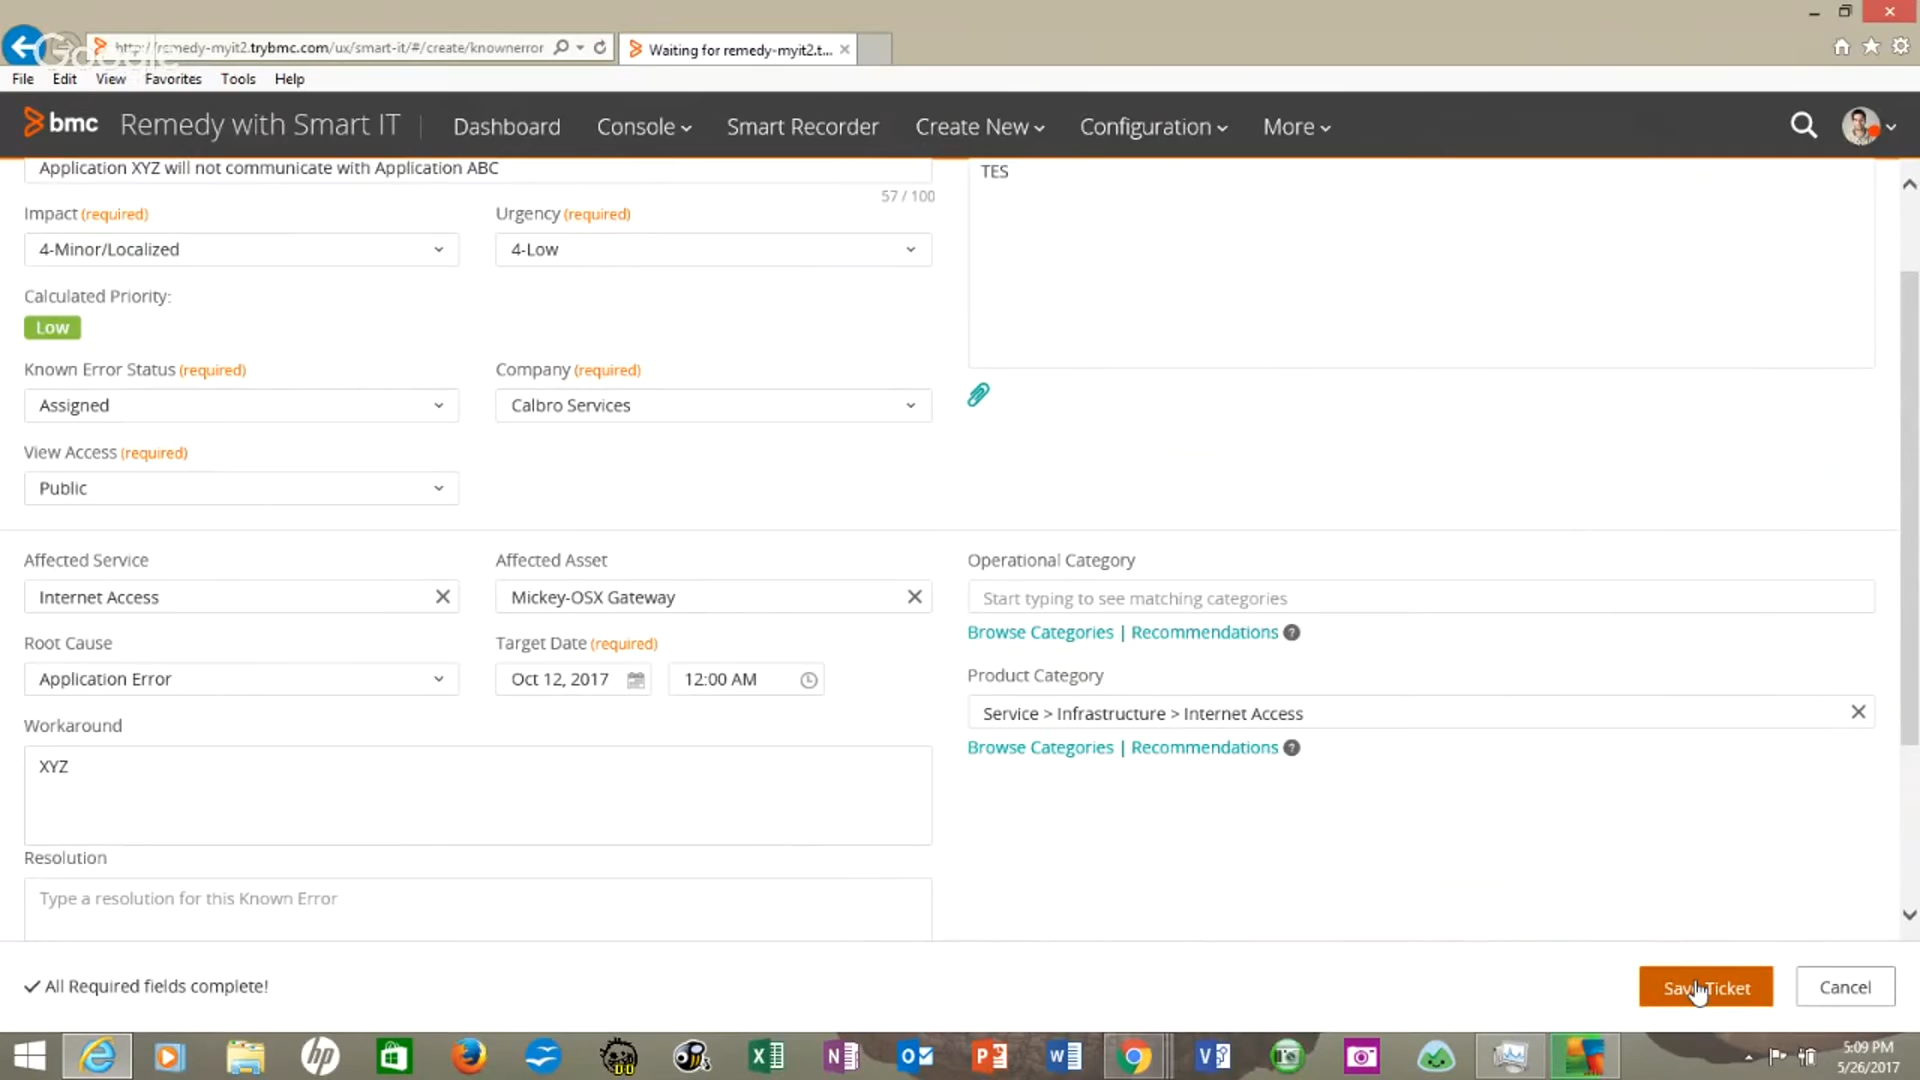 http://remedy-myit2.trybmc.com/ux/smart-it/#/create/knownerror
Waiting for remedy-myit2.t...
Google
File Edit View Favorites Tools Help
bmc Remedy with Smart IT Dashboard Console Smart Recorder Create New Configuration More
Application XYZ will not communicate with Application ABC
TES
57 / 100
Impact (required)
Urgency (required)
4-Minor/Localized
4-Low
Calculated Priority:
Low
Known Error Status (required)
Company (required)
Assigned
Calbro Services
View Access (required)
Public
Affected Service
Affected Asset
Operational Category
Internet Access
Mickey-OSX Gateway
Start typing to see matching categories
Browse Categories | Recommendations ?
Root Cause
Target Date (required)
Application Error
Oct 12, 2017
12:00 AM
Product Category
Service > Infrastructure > Internet Access
Browse Categories | Recommendations ?
Workaround
XYZ
Resolution
Type a resolution for this Known Error
All Required fields complete!
Save Ticket
Cancel
5:09 PM
5/26/2017